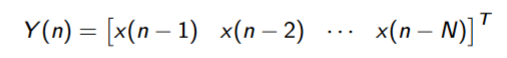 Y(n) = [x(n − 1) x(n − 2) ⋯ x(n − N)]ᵀ